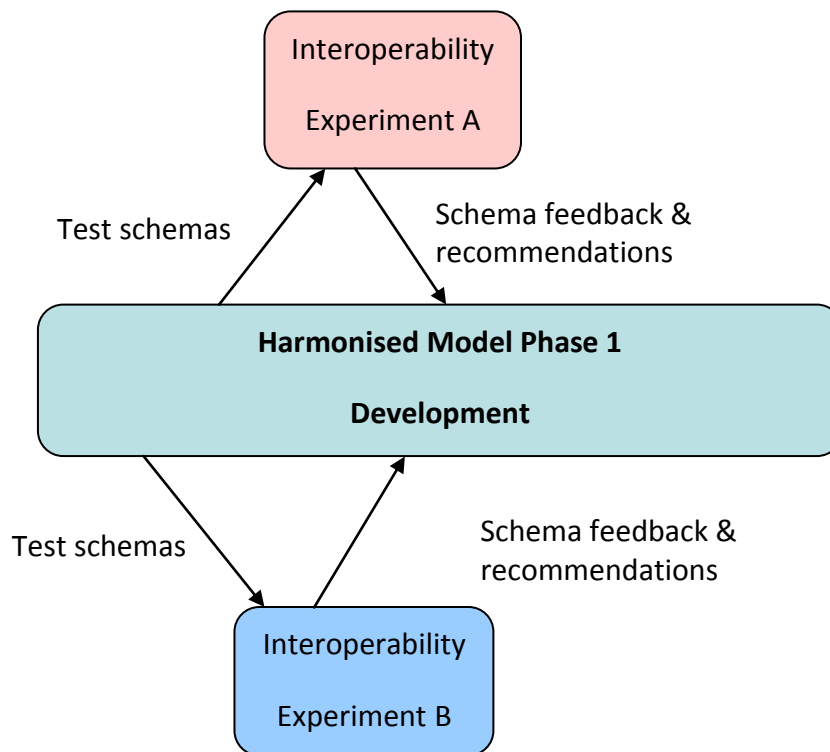 Interoperability
Experiment A
Test schemas
Schema feedback &
recommendations
Harmonised Model Phase 1
Development
Test schemas
Schema feedback &
recommendations
Interoperability
Experiment B